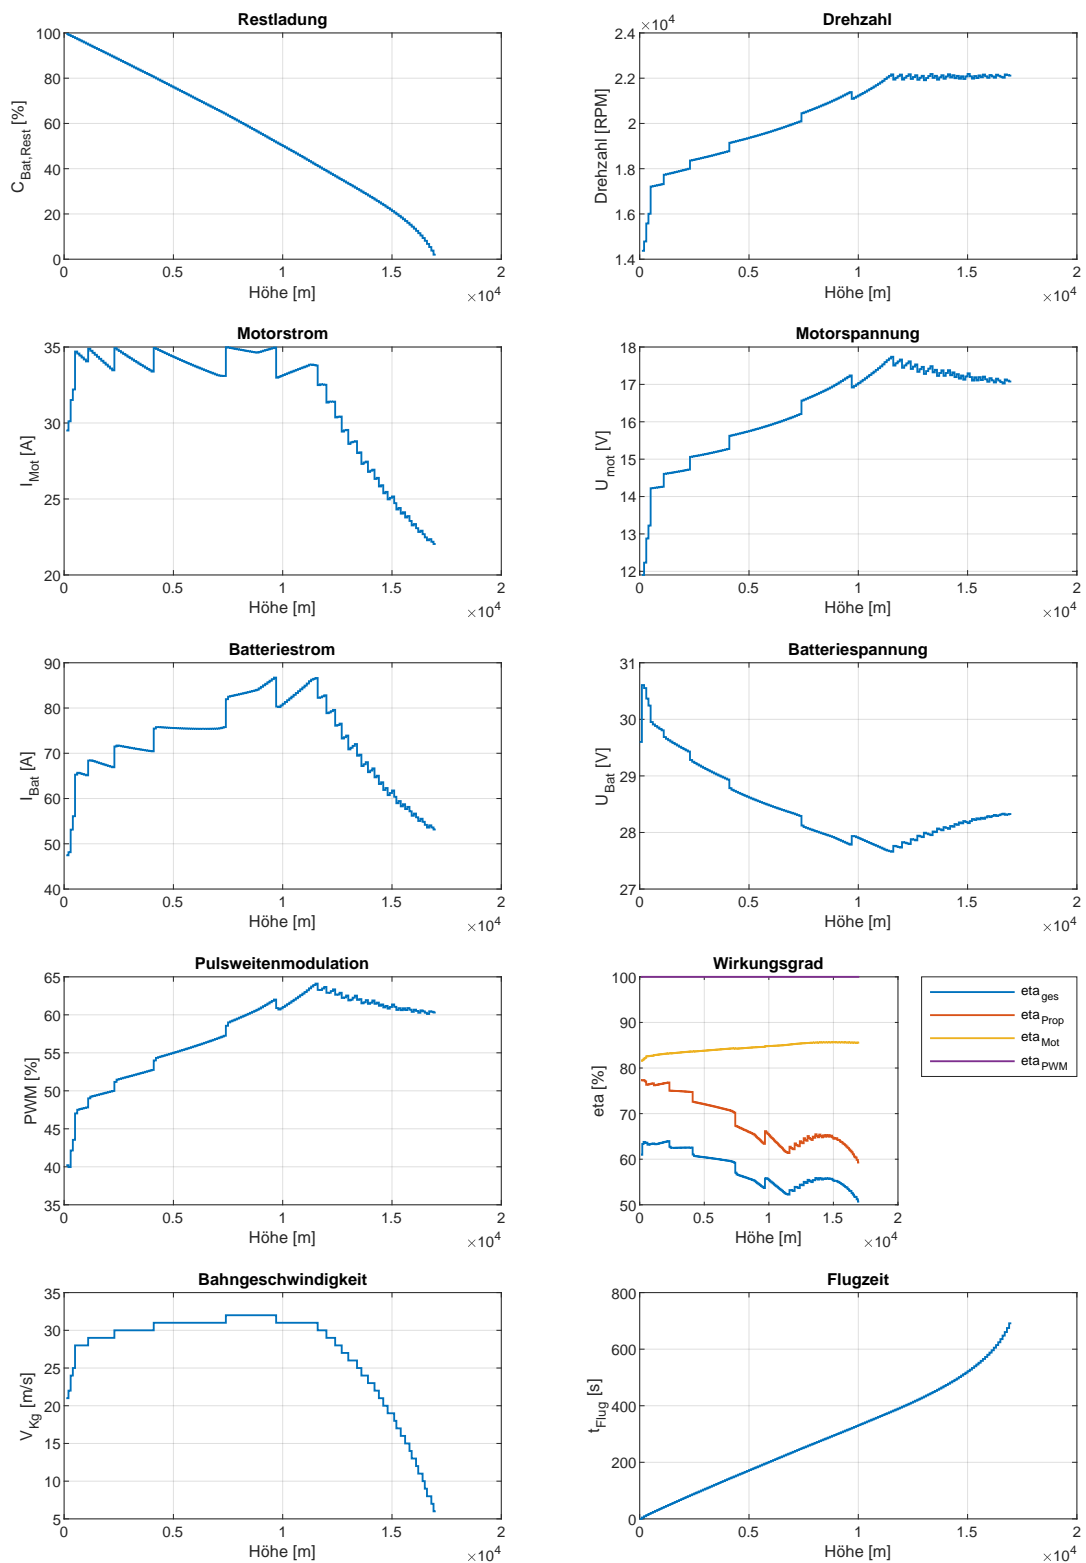 Restladung
100
80
60
40
20
0
C_Bat,Rest [%]
0 0.5 1 1.5 2
Höhe [m]
×10^4
Drehzahl
×10^4
2.4
2.2
2
1.8
1.6
1.4
Drehzahl [RPM]
0 0.5 1 1.5 2
Höhe [m]
×10^4
Motorstrom
35
30
25
20
I_Mot [A]
0 0.5 1 1.5 2
Höhe [m]
×10^4
Motorspannung
18
17
16
15
14
13
12
U_mot [V]
0 0.5 1 1.5 2
Höhe [m]
×10^4
Batteriestrom
90
80
70
60
50
40
I_Bat [A]
0 0.5 1 1.5 2
Höhe [m]
×10^4
Batteriespannung
31
30
29
28
27
U_Bat [V]
0 0.5 1 1.5 2
Höhe [m]
×10^4
Pulsweitenmodulation
65
60
55
50
45
40
35
PWM [%]
0 0.5 1 1.5 2
Höhe [m]
×10^4
Wirkungsgrad
100
90
80
70
60
50
eta [%]
0 0.5 1 1.5 2
Höhe [m]
×10^4
eta_ges
eta_Prop
eta_Mot
eta_PWM
Bahngeschwindigkeit
35
30
25
20
15
10
5
V_Kg [m/s]
0 0.5 1 1.5 2
Höhe [m]
×10^4
Flugzeit
800
600
400
200
0
t_Flug [s]
0 0.5 1 1.5 2
Höhe [m]
×10^4